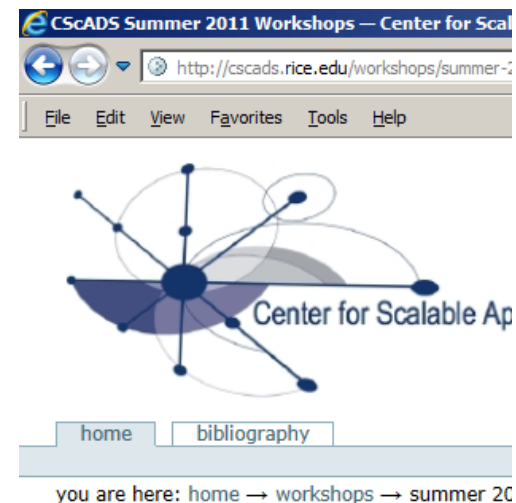 CScADS Summer 2011 Workshops — Center for Scal
http://cscads.rice.edu/workshops/summer-2
File Edit View Favorites Tools Help
Center for Scalable Ap
home bibliography
you are here: home → workshops → summer 20